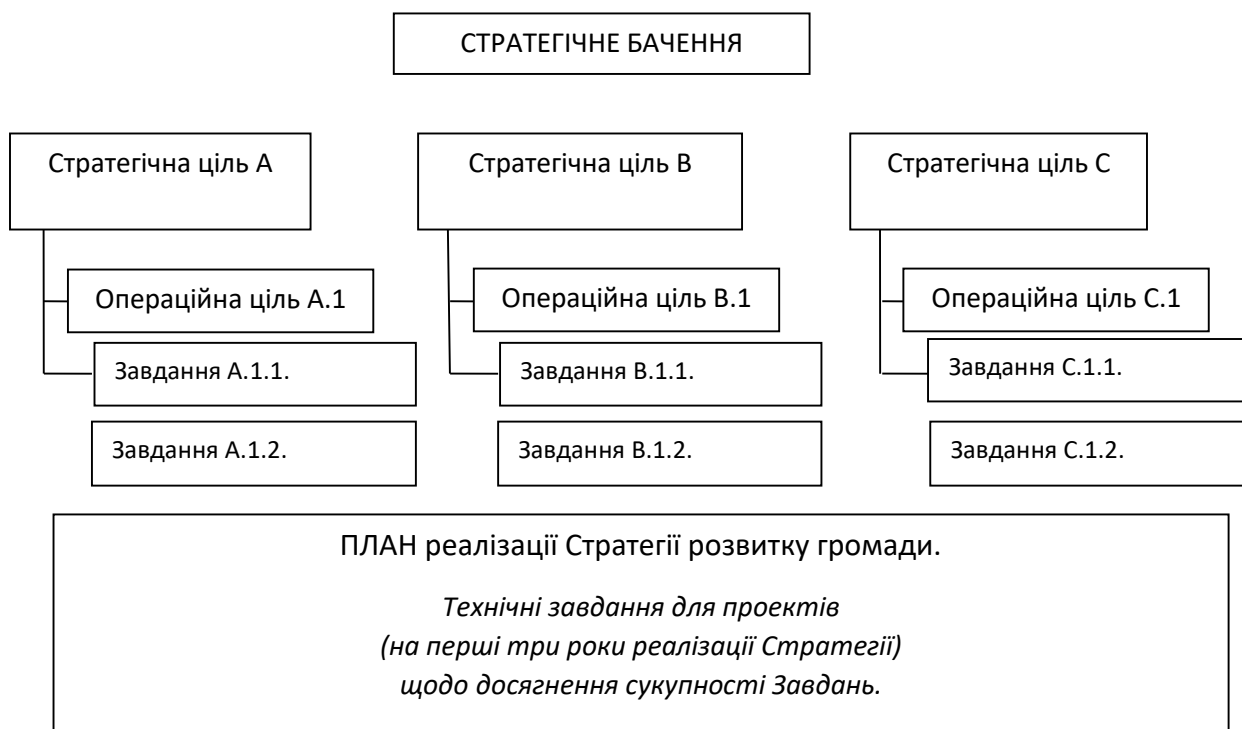 СТРАТЕГІЧНЕ БАЧЕННЯ
Стратегічна ціль А
Стратегічна ціль В
Стратегічна ціль С
Операційна ціль А.1
Операційна ціль В.1
Операційна ціль С.1
Завдання А.1.1.
Завдання В.1.1.
Завдання С.1.1.
Завдання А.1.2.
Завдання В.1.2.
Завдання С.1.2.
ПЛАН реалізації Стратегії розвитку громади.
Технічні завдання для проектів
(на перші три роки реалізації Стратегії)
щодо досягнення сукупності Завдань.